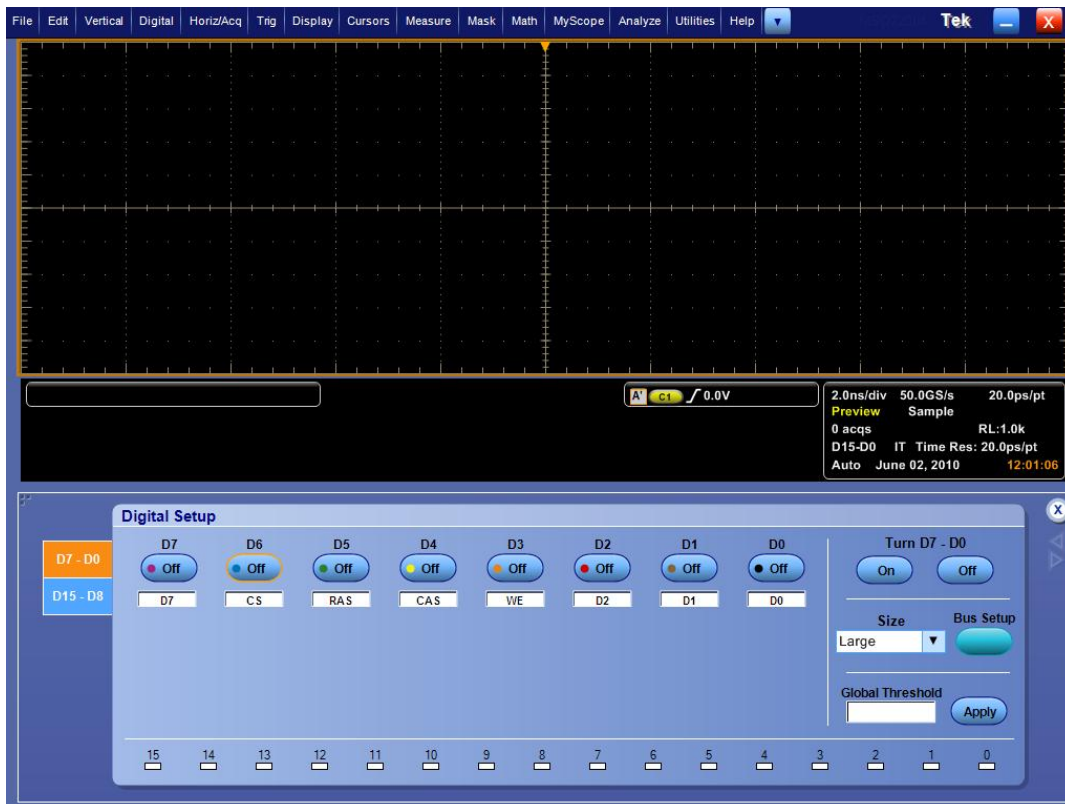 File Edit Vertical Digital Horiz/Acq Trig Display Cursors Measure Mask Math MyScope Analyze Utilities Help Tek X
A' C1 0.0V
2.0ns/div 50.0GS/s 20.0ps/pt
Preview Sample
0 acqs RL:1.0k
D15-D0 IT Time Res: 20.0ps/pt
Auto June 02, 2010 12:01:06
Digital Setup
X
D7 - D0
D15 - D8
D7 D6 D5 D4 D3 D2 D1 D0
Off Off Off Off Off Off Off Off
D7 CS RAS CAS WE D2 D1 D0
Turn D7 - D0
On Off
Size Bus Setup
Large
Global Threshold
Apply
15 14 13 12 11 10 9 8 7 6 5 4 3 2 1 0